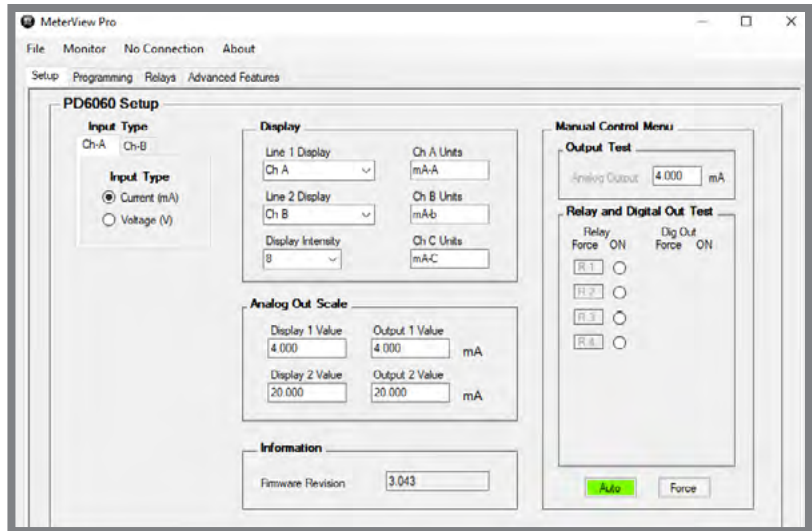 MeterView Pro
File Monitor No Connection About
Setup Programming Relays Advanced Features
PD6060 Setup
Input Type
Ch-A Ch-B
Input Type
Current (mA)
Voltage (V)
Display
Line 1 Display Ch A Units
Ch A mA-A
Line 2 Display Ch B Units
Ch B mA-b
Display Intensity Ch C Units
8 mA-C
Analog Out Scale
Display 1 Value Output 1 Value
4.000 4.000 mA
Display 2 Value Output 2 Value
20.000 20.000 mA
Information
Firmware Revision 3.043
Manual Control Menu
Output Test
Analog Output 4.000 mA
Relay and Digital Out Test
Relay Dig Out
Force ON Force ON
R 1
R 2
R 3
R 4
Auto Force